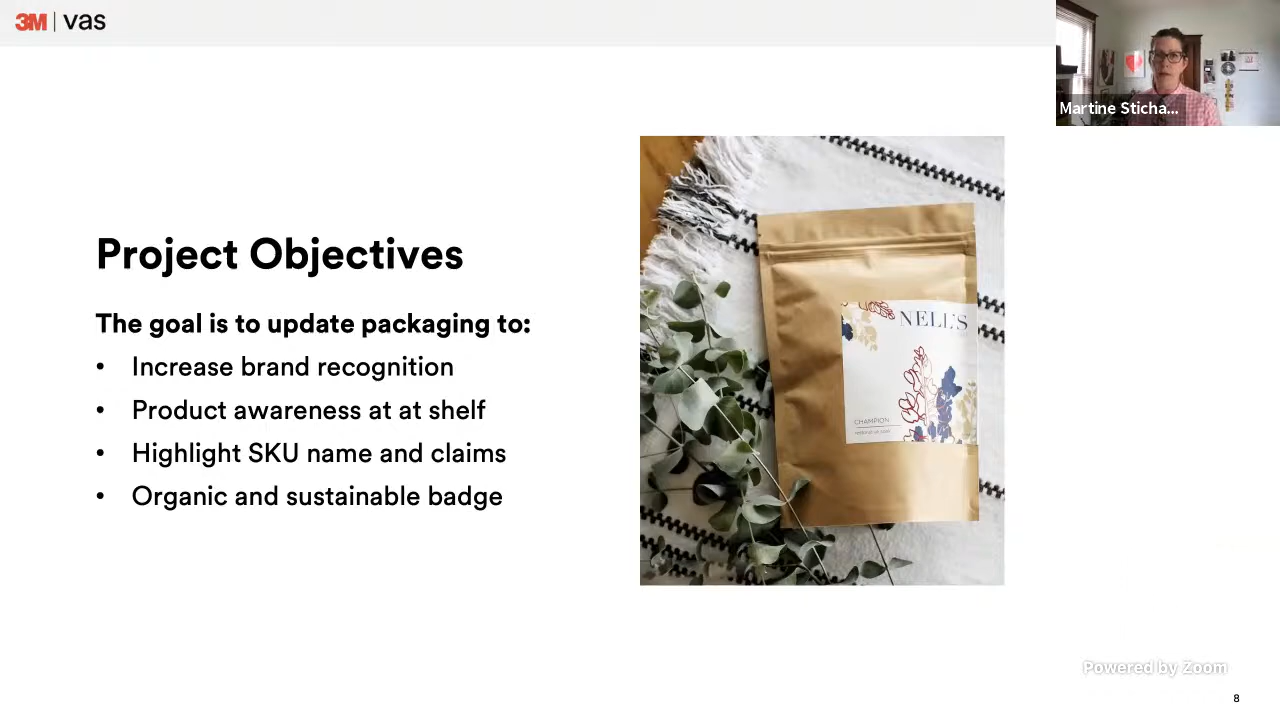 3M | vas
Martine Sticha...
Project Objectives
The goal is to update packaging to:
• Increase brand recognition
• Product awareness at at shelf
• Highlight SKU name and claims
• Organic and sustainable badge
NELL'S
CHAMPION
Powered by Zoom
8